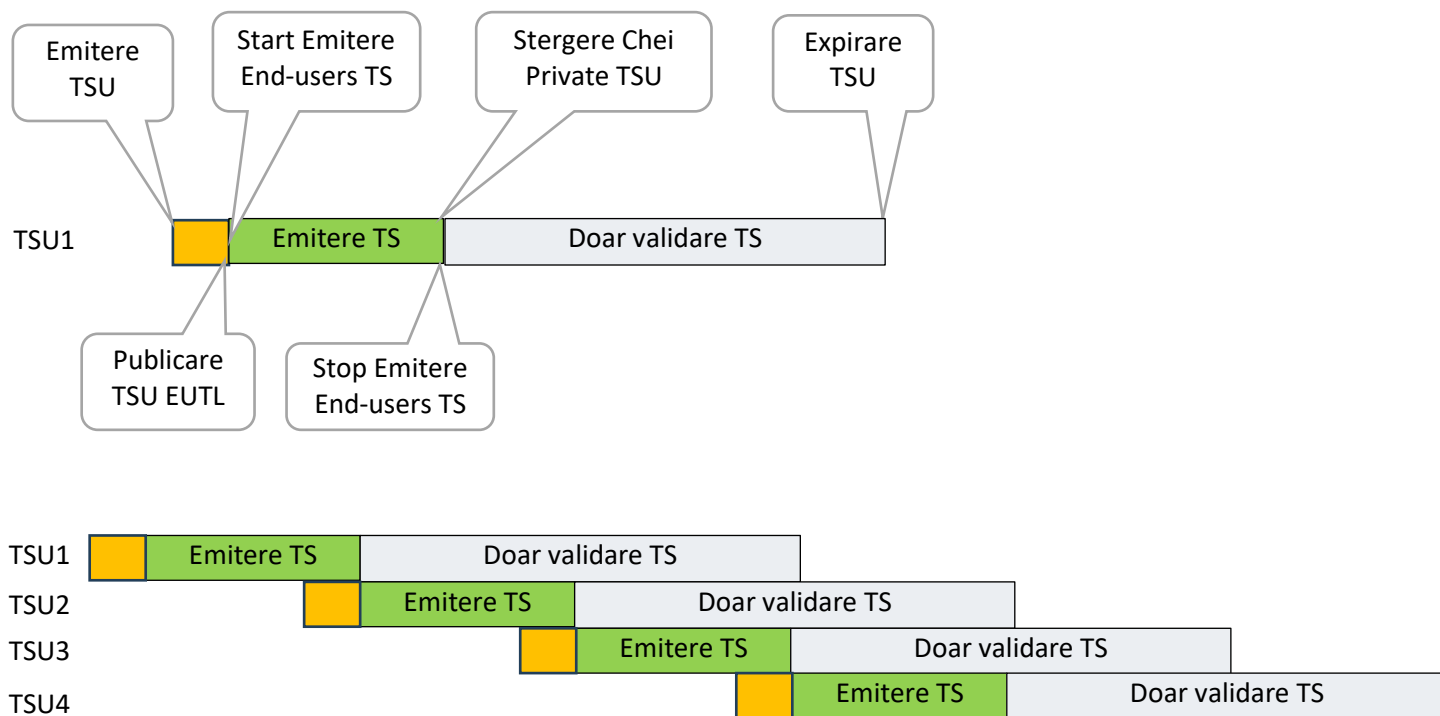 Emitere
TSU
Start Emitere
End-users TS
Stergere Chei
Private TSU
Expirare
TSU
TSU1
Emitere TS
Doar validare TS
Publicare
TSU EUTL
Stop Emitere
End-users TS
TSU1
Emitere TS
Doar validare TS
TSU2
Emitere TS
Doar validare TS
TSU3
Emitere TS
Doar validare TS
TSU4
Emitere TS
Doar validare TS